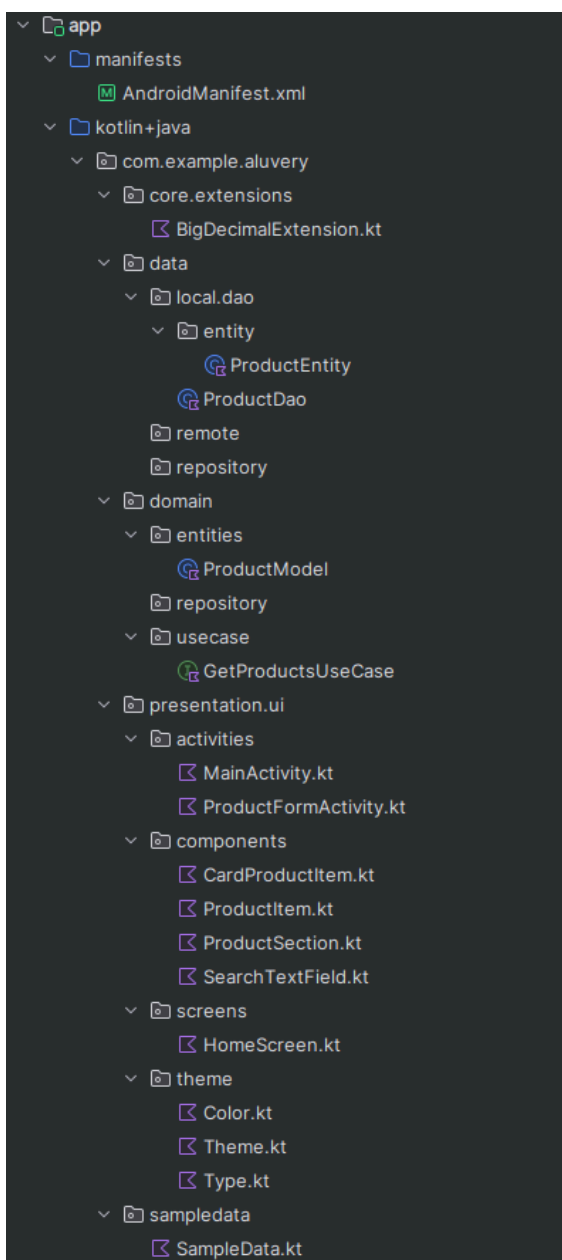 app
manifests
AndroidManifest.xml
kotlin+java
com.example.aluvery
core.extensions
BigDecimalExtension.kt
data
local.dao
entity
ProductEntity
ProductDao
remote
repository
domain
entities
ProductModel
repository
usecase
GetProductsUseCase
presentation.ui
activities
MainActivity.kt
ProductFormActivity.kt
components
CardProductItem.kt
ProductItem.kt
ProductSection.kt
SearchTextField.kt
screens
HomeScreen.kt
theme
Color.kt
Theme.kt
Type.kt
sampledata
SampleData.kt